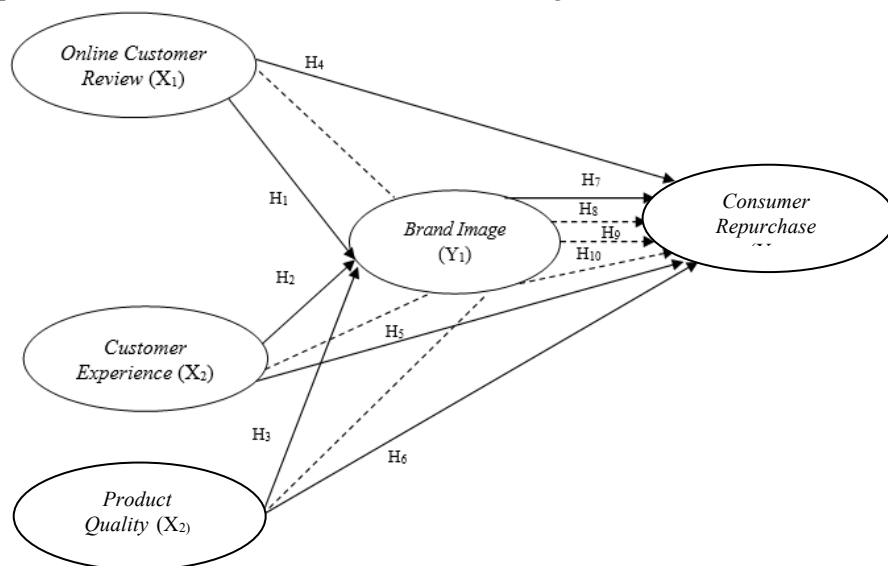 Online Customer
Review (X₁)
H₄
H₁
H₇
H₈
H₉
H₁₀
Brand Image
(Y₁)
Consumer
Repurchase
H₂
H₅
Customer
Experience (X₂)
H₃
H₆
Product
Quality (X₂)